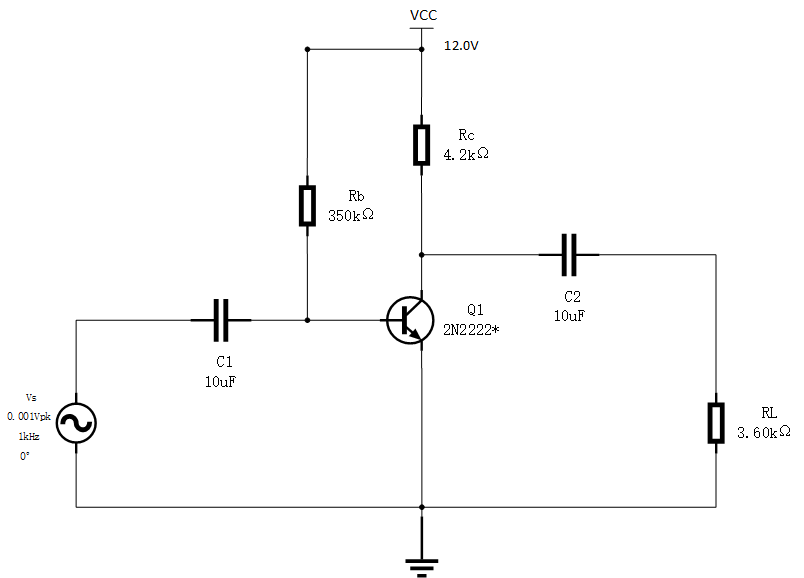 VCC
12.0V
Rc
4.2kΩ
Rb
350kΩ
C2
10uF
Q1
2N2222*
C1
10uF
Vs
0.001Vpk
1kHz
0°
RL
3.60kΩ